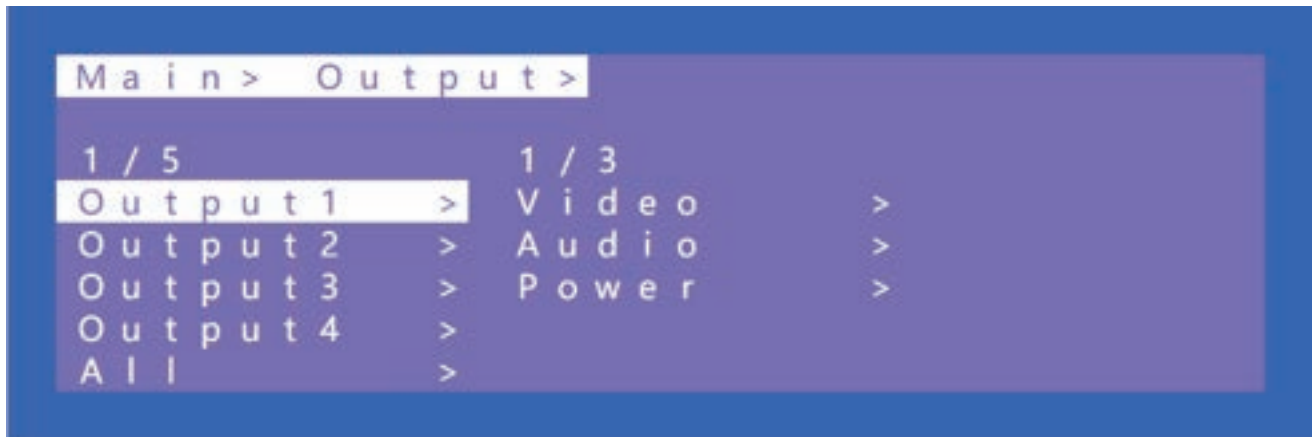 Main> Output>
1/5 1/3
Output1 > Video >
Output2 > Audio >
Output3 > Power >
Output4 >
All >